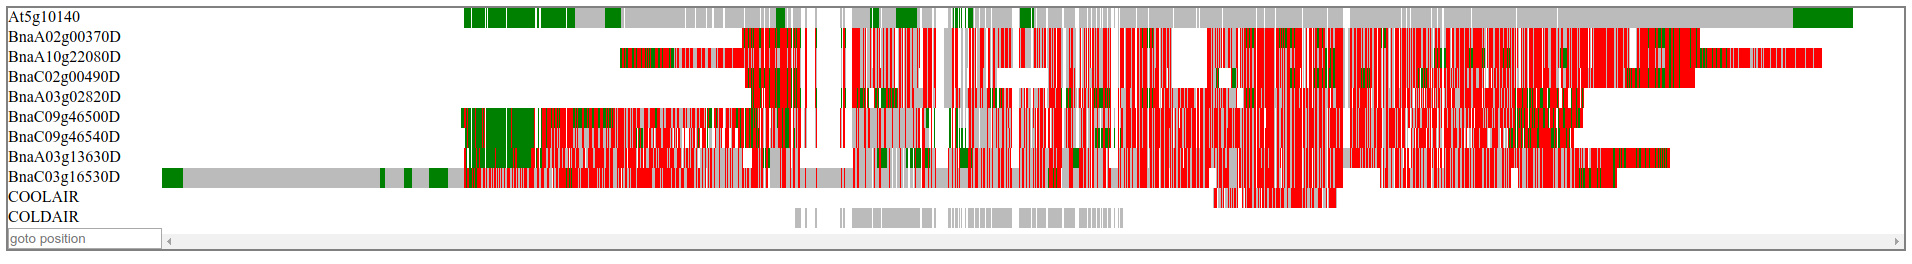 At5g10140
BnaA02g00370D
BnaA10g22080D
BnaC02g00490D
BnaA03g02820D
BnaC09g46500D
BnaC09g46540D
BnaA03g13630D
BnaC03g16530D
COOLAIR
COLDAIR
goto position